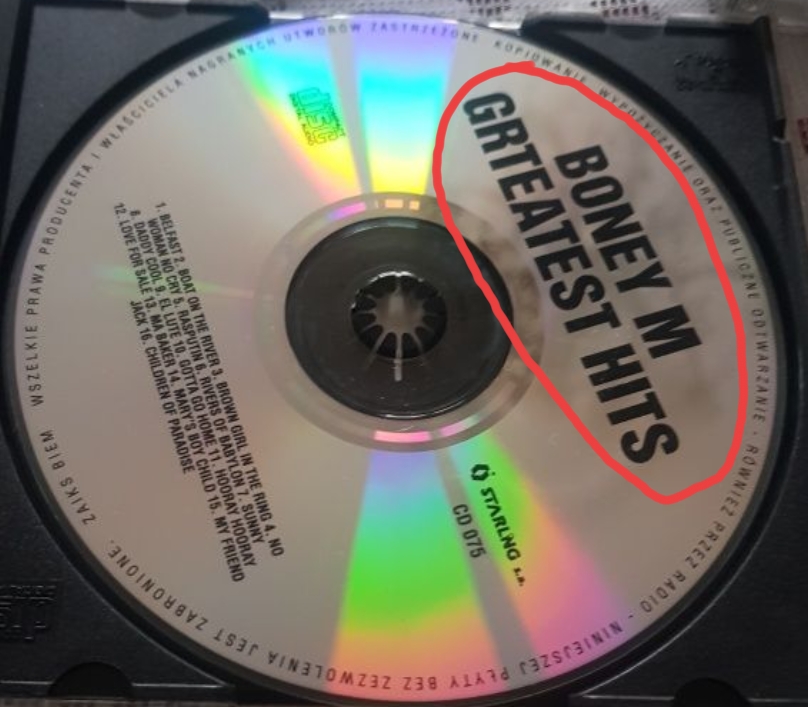 BONEY M
GRTEATEST HITS
STARLING s.a.
CD 075
1. BELFAST 2. BOAT ON THE RIVER 3. BROWN GIRL IN THE RING 4. NO
WOMAN NO CRY 5. RASPUTIN 6. RIVERS OF BABYLON 7. SUNNY
8. DADDY COOL 9. EL LUTE 10. GOTTA GO HOME 11. HOORAY HOORAY
12. LOVE FOR SALE 13. MA BAKER 14. MARY'S BOY CHILD 15. MY FRIEND
JACK 16. CHILDREN OF PARADISE
WSZELKIE PRAWA PRODUCENTA I WŁAŚCICIELA NAGRANYCH UTWORÓW ZASTRZEŻONE. KOPIOWANIE, WYPOŻYCZANIE ORAZ PUBLICZNE ODTWARZANIE - RÓWNIEŻ PRZEZ RADIO - NINIEJSZEJ PŁYTY BEZ ZEZWOLENIA JEST ZABRONIONE. ZAIKS BIEM
disc